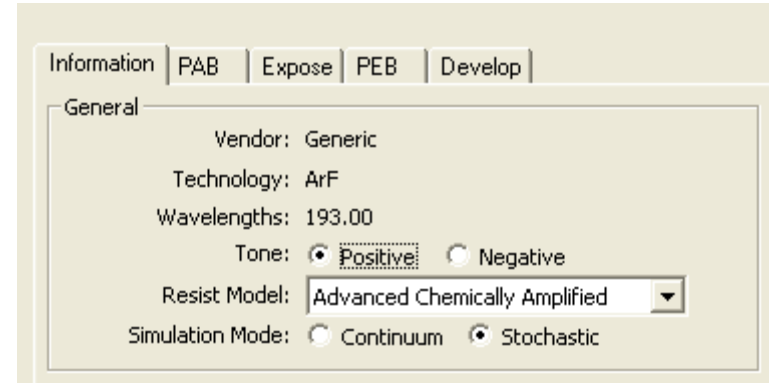 Information PAB Expose PEB Develop
General
Vendor: Generic
Technology: ArF
Wavelengths: 193.00
Tone: Positive Negative
Resist Model: Advanced Chemically Amplified
Simulation Mode: Continuum Stochastic